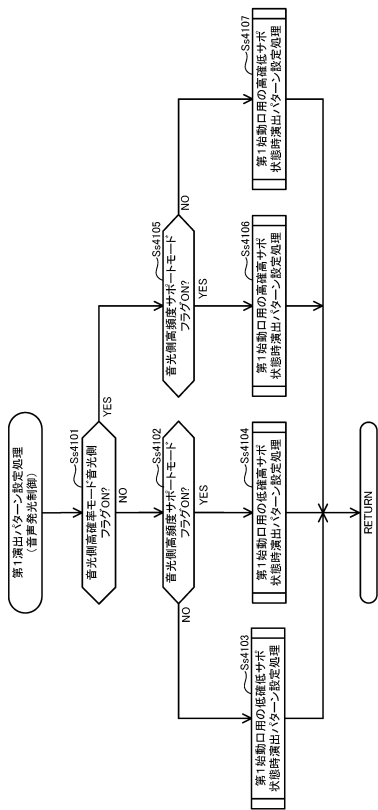 第1演出パターン設定処理
（音声発光制御）
Ss4101
音光側高確率モード音光側
フラグON?
YES
NO
Ss4102
音光側高頻度サポートモード
フラグON?
NO
YES
Ss4105
音光側高頻度サポートモード
フラグON?
NO
YES
Ss4103
第1始動口用の低確低サポ
状態時演出パターン設定処理
Ss4104
第1始動口用の低確高サポ
状態時演出パターン設定処理
Ss4106
第1始動口用の高確高サポ
状態時演出パターン設定処理
Ss4107
第1始動口用の高確低サポ
状態時演出パターン設定処理
RETURN